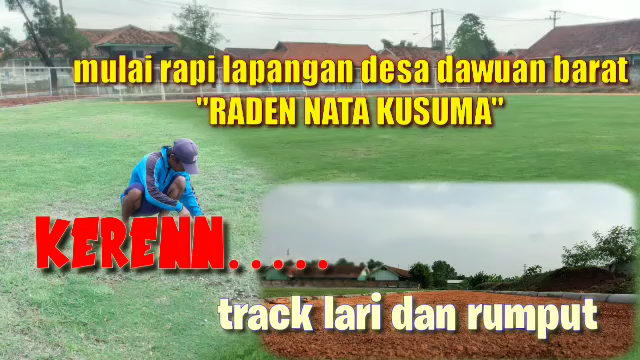 mulai rapi lapangan desa dawuan barat
"RADEN NATA KUSUMA"
KERENN.....
track lari dan rumput